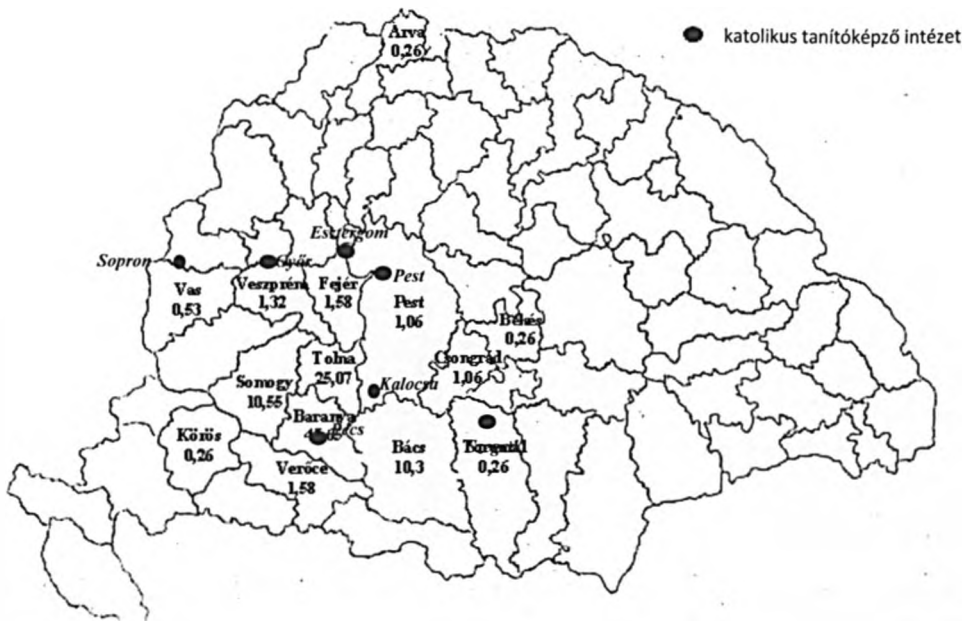 Árva
0,26
katolikus tanítóképző intézet
Esztergom
Sopron
Győr
Pest
Vas
0,53
Veszprém
1,32
Fejér
1,58
Pest
1,06
Békés
0,26
Csongrád
1,06
Tolna
25,07
Kalocsa
Somogy
10,55
Baranya
Pécs
Körös
0,26
Bács
10,3
0,26
Verőce
1,58